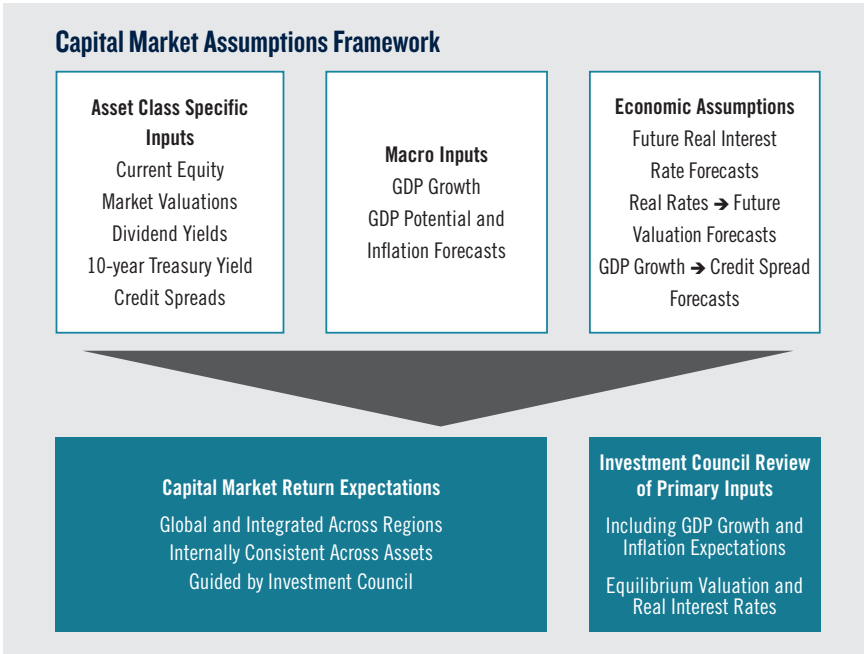 Capital Market Assumptions Framework
Asset Class Specific
Inputs
Current Equity
Market Valuations
Dividend Yields
10-year Treasury Yield
Credit Spreads
Macro Inputs
GDP Growth
GDP Potential and
Inflation Forecasts
Economic Assumptions
Future Real Interest
Rate Forecasts
Real Rates ➔ Future
Valuation Forecasts
GDP Growth ➔ Credit Spread
Forecasts
Capital Market Return Expectations
Global and Integrated Across Regions
Internally Consistent Across Assets
Guided by Investment Council
Investment Council Review
of Primary Inputs
Including GDP Growth and
Inflation Expectations
Equilibrium Valuation and
Real Interest Rates